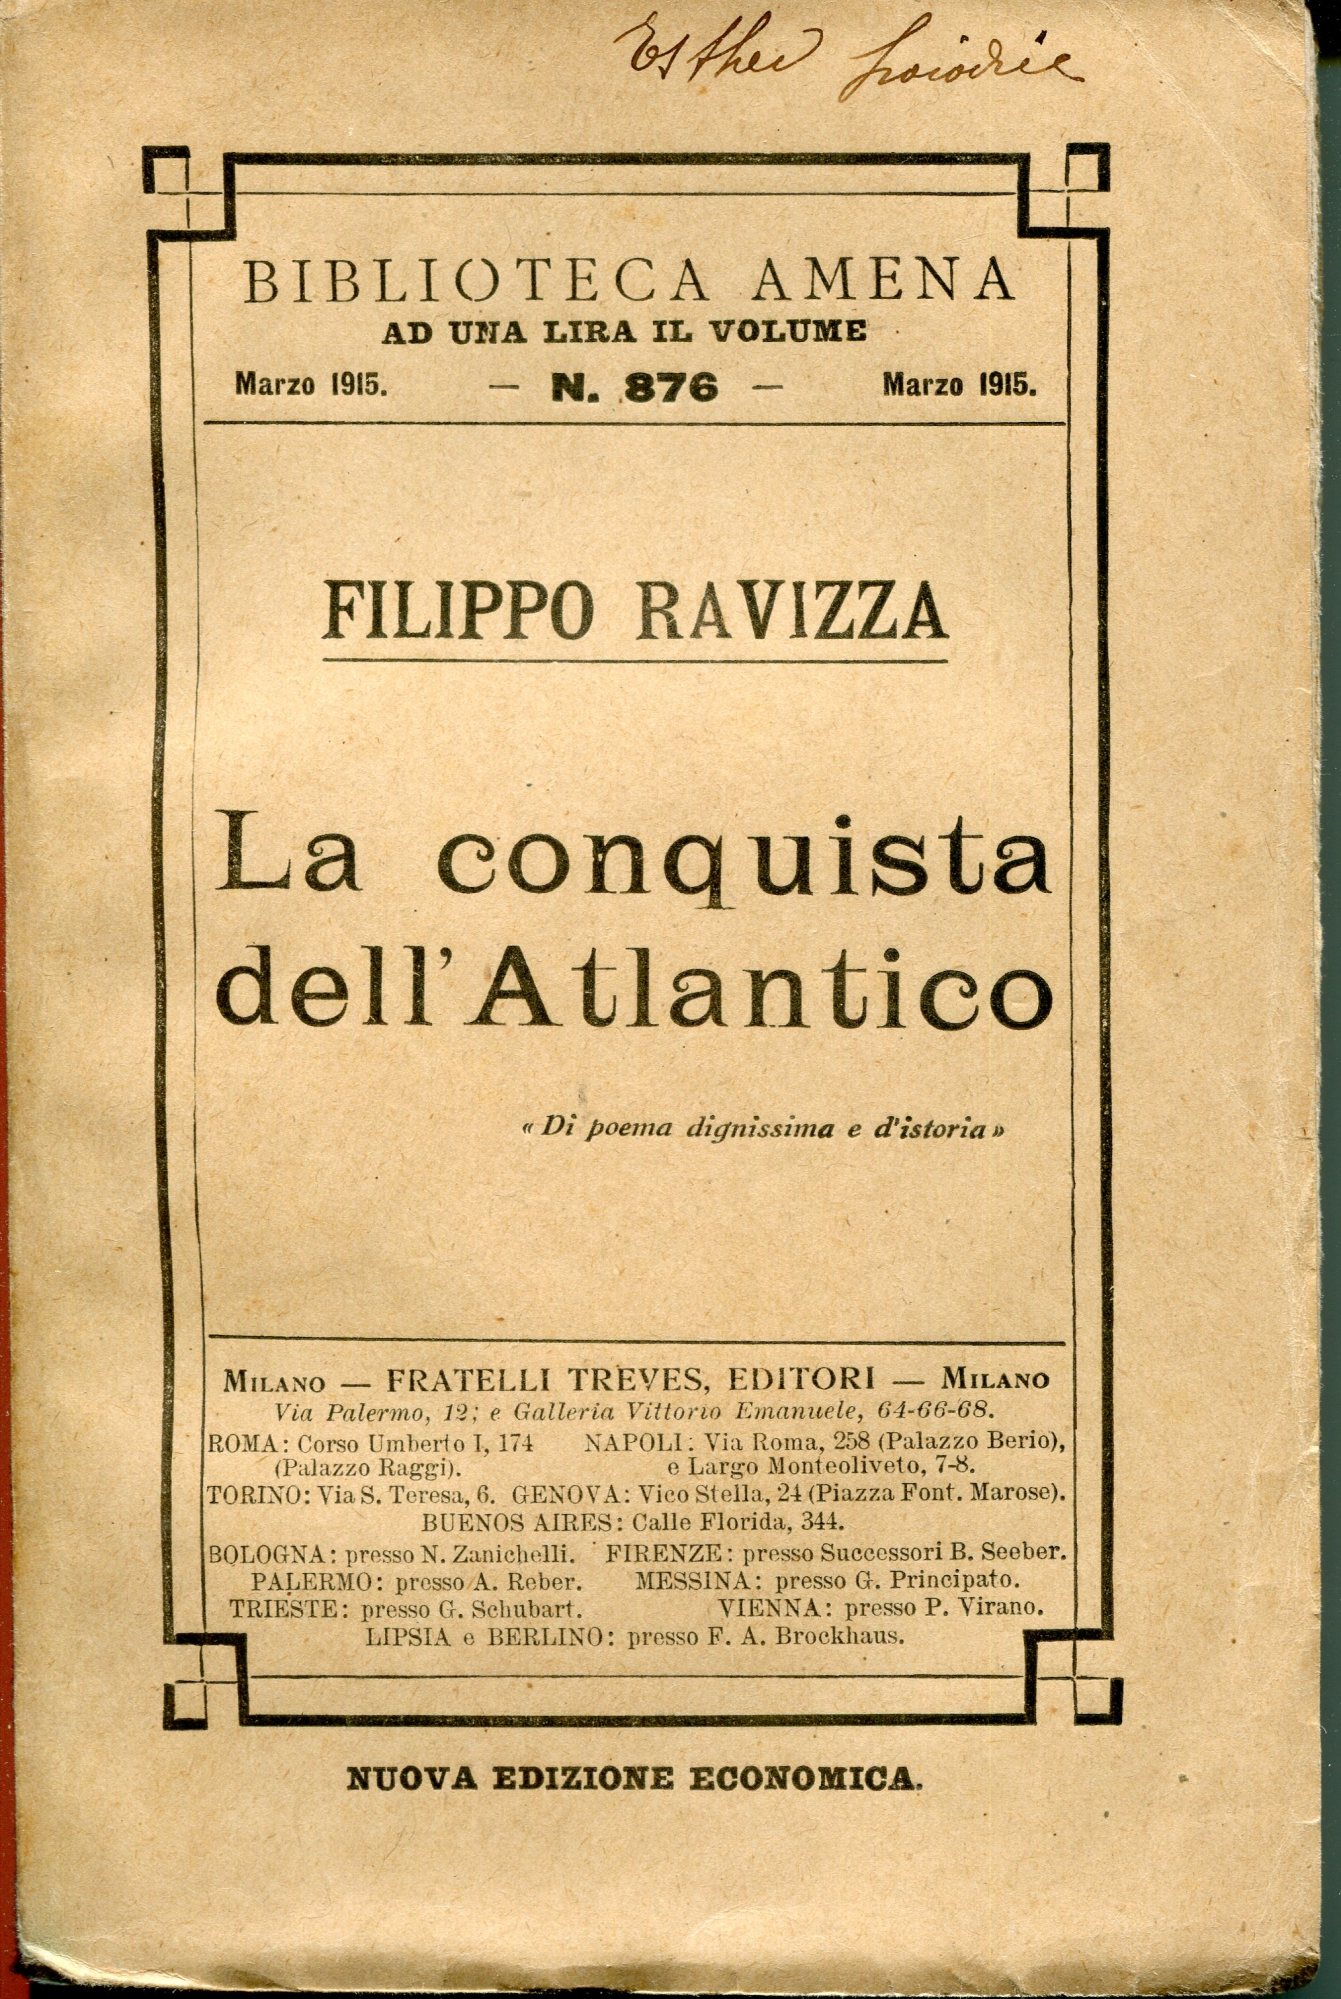 Esther
BIBLIOTECA AMENA
AD UNA LIRA IL VOLUME
Marzo 1915. — N. 876 — Marzo 1915.
FILIPPO RAVIZZA
La conquista
dell'Atlantico
« Di poema dignissima e d'istoria »
MILANO — FRATELLI TREVES, EDITORI — MILANO
Via Palermo, 12; e Galleria Vittorio Emanuele, 64-66-68.
ROMA: Corso Umberto I, 174 NAPOLI: Via Roma, 258 (Palazzo Berio),
(Palazzo Raggi). e Largo Monteoliveto, 7-8.
TORINO: Via S. Teresa, 6. GENOVA: Vico Stella, 24 (Piazza Font. Marose).
BUENOS AIRES: Calle Florida, 344.
BOLOGNA: presso N. Zanichelli. FIRENZE: presso Successori B. Seeber.
PALERMO: presso A. Reber. MESSINA: presso G. Principato.
TRIESTE: presso G. Schubart. VIENNA: presso P. Virano.
LIPSIA e BERLINO: presso F. A. Brockhaus.
NUOVA EDIZIONE ECONOMICA.